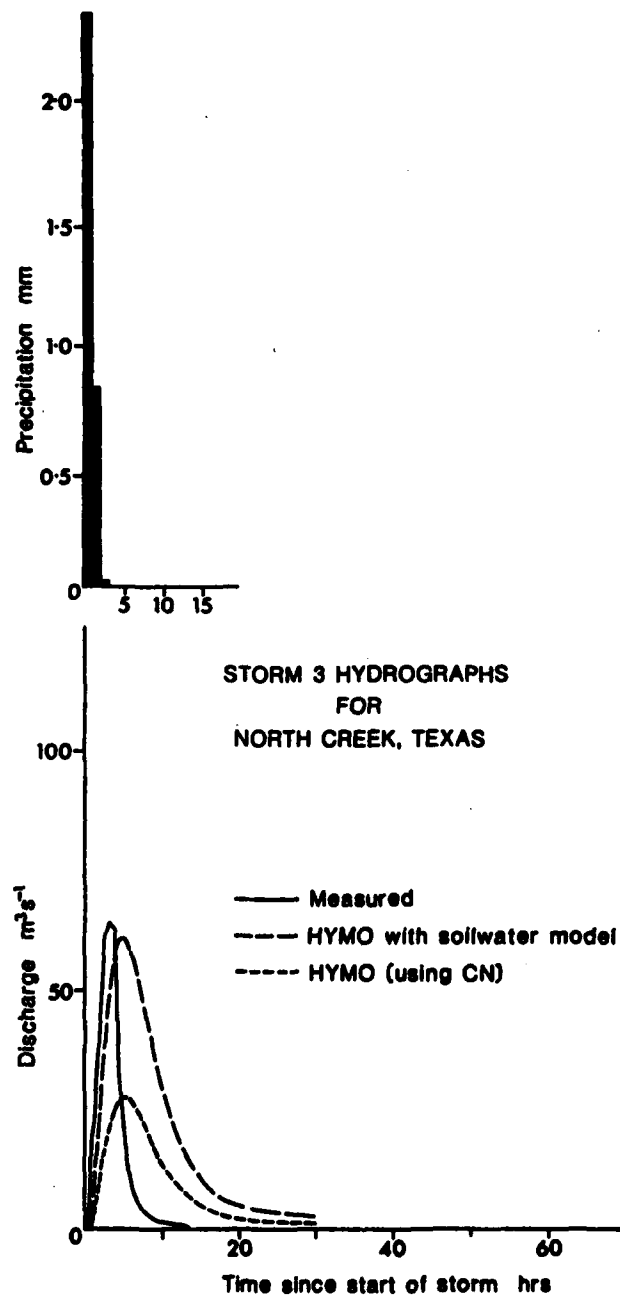 2·0
1·5
1·0
0·5
0
Precipitation mm
5 10 15
STORM 3 HYDROGRAPHS
FOR
NORTH CREEK, TEXAS
100
50
0
Discharge m³s⁻¹
Measured
HYMO with soilwater model
HYMO (using CN)
0 20 40 60
Time since start of storm hrs